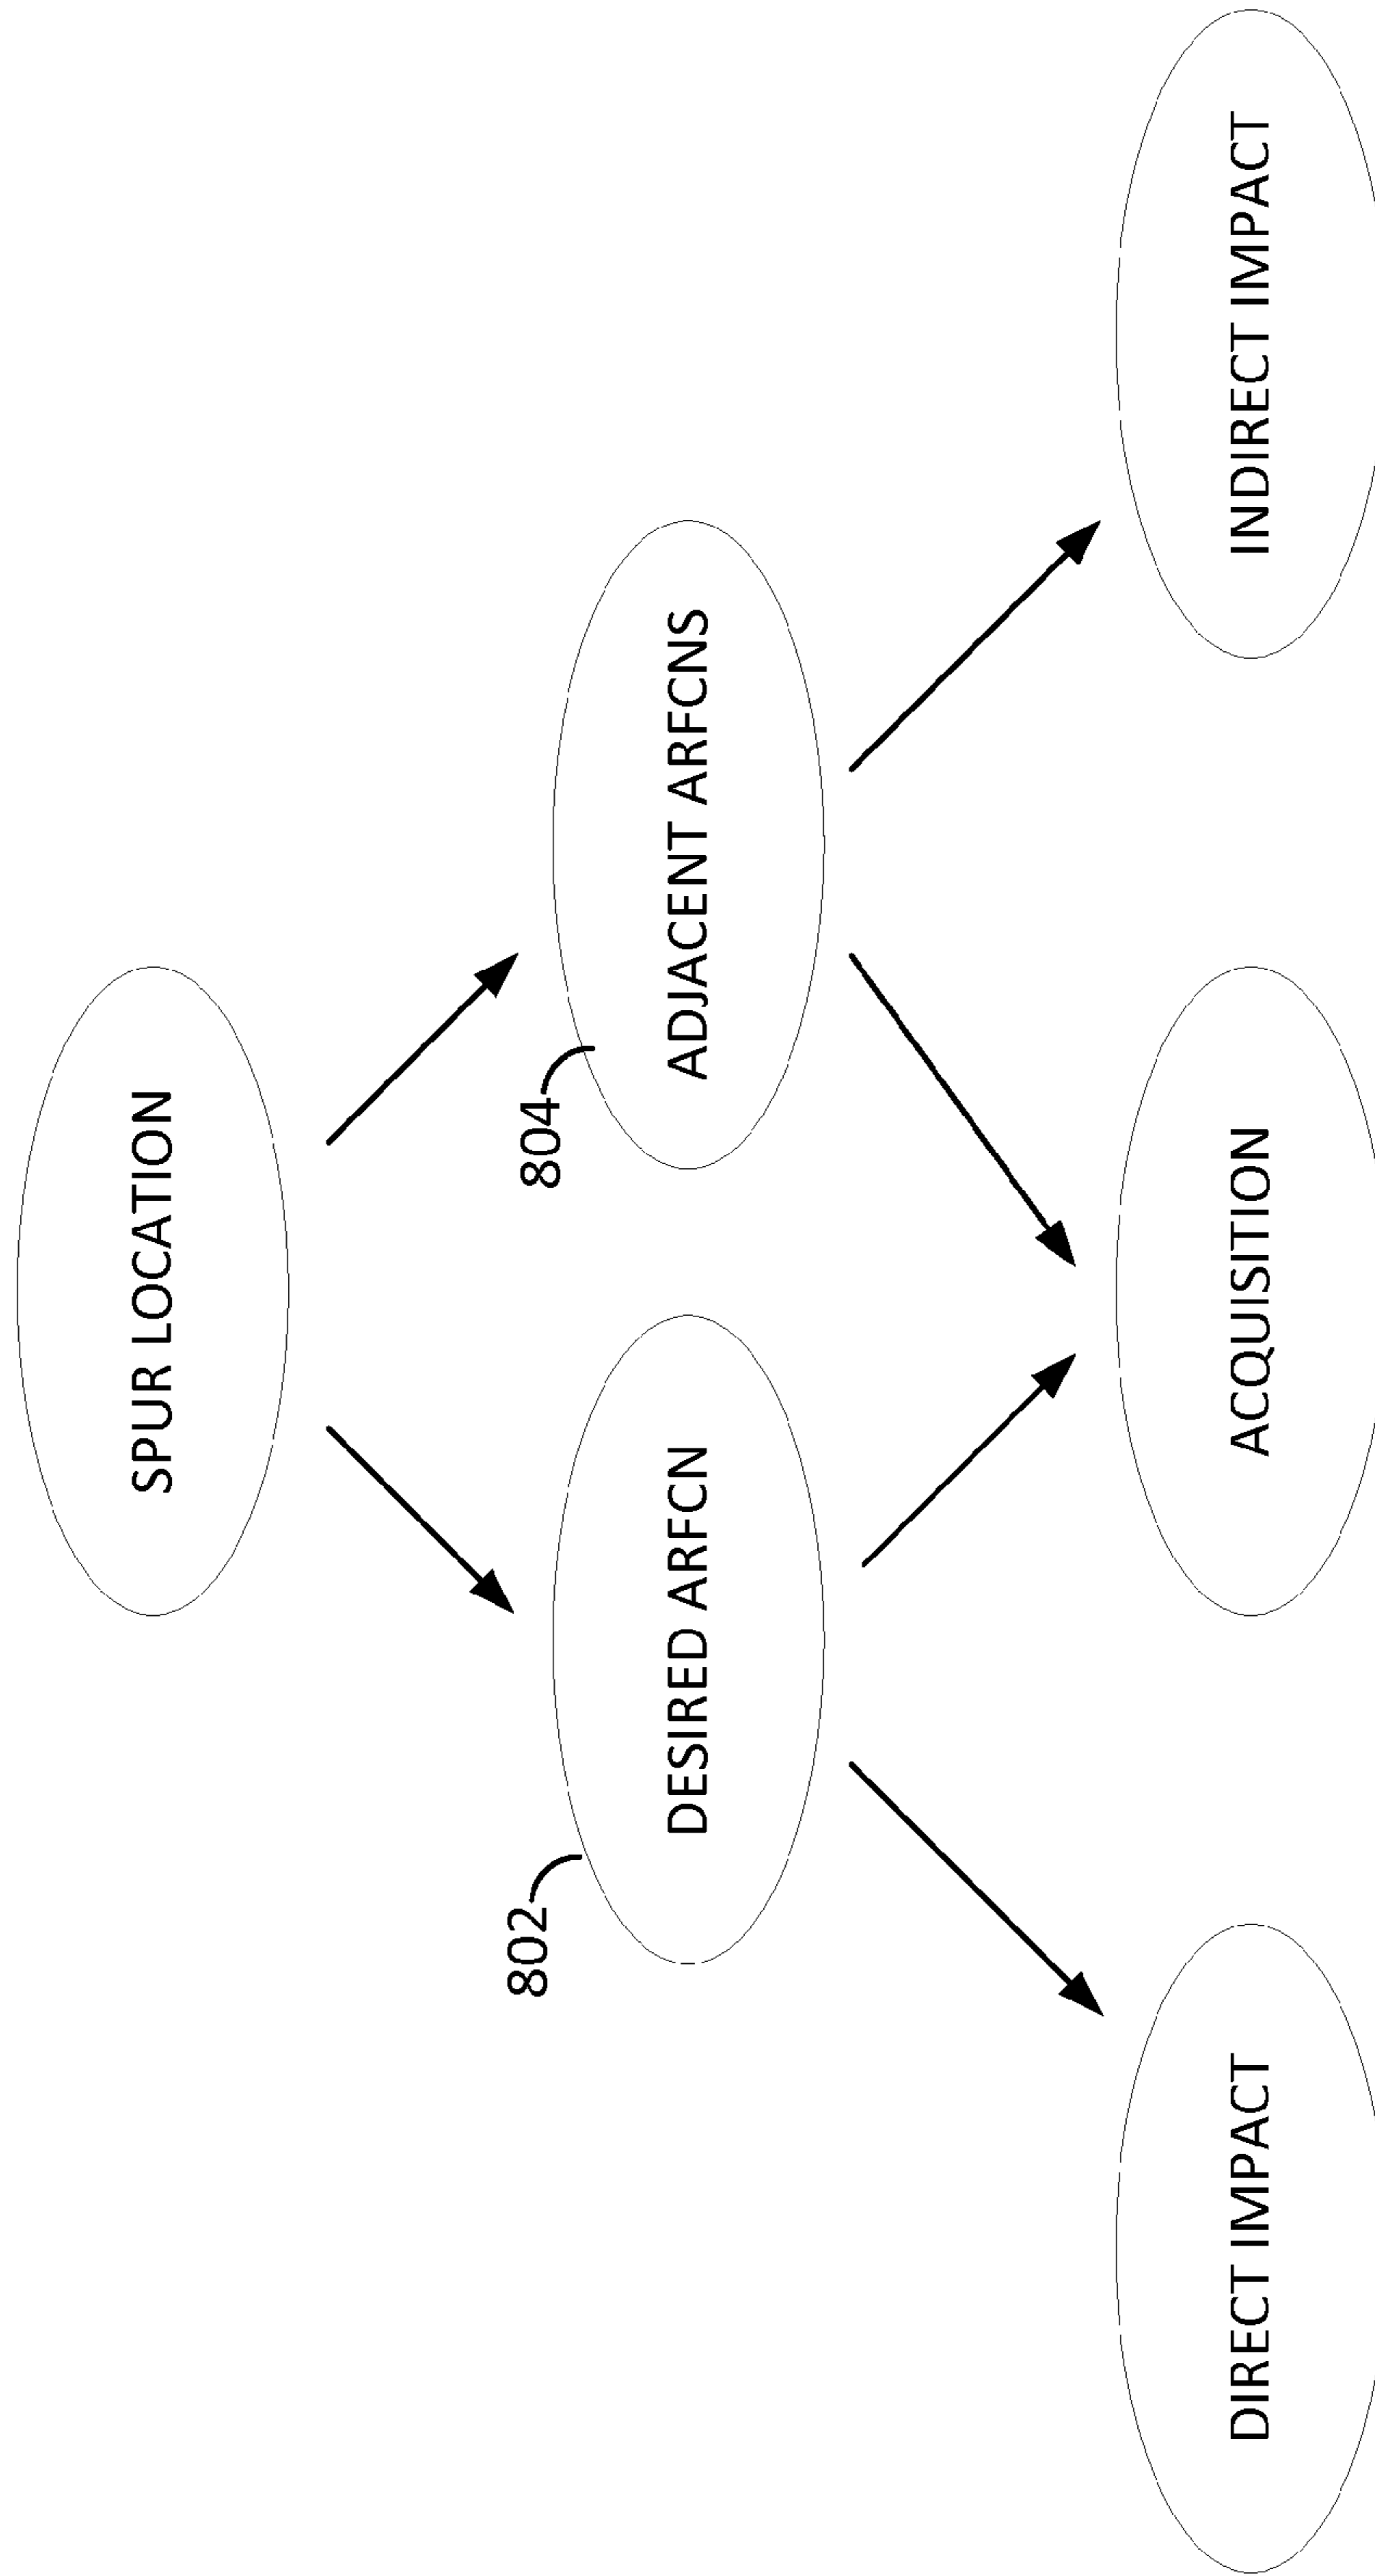 SPUR LOCATION
802
DESIRED ARFCN
804
ADJACENT ARFCNS
DIRECT IMPACT
ACQUISITION
INDIRECT IMPACT